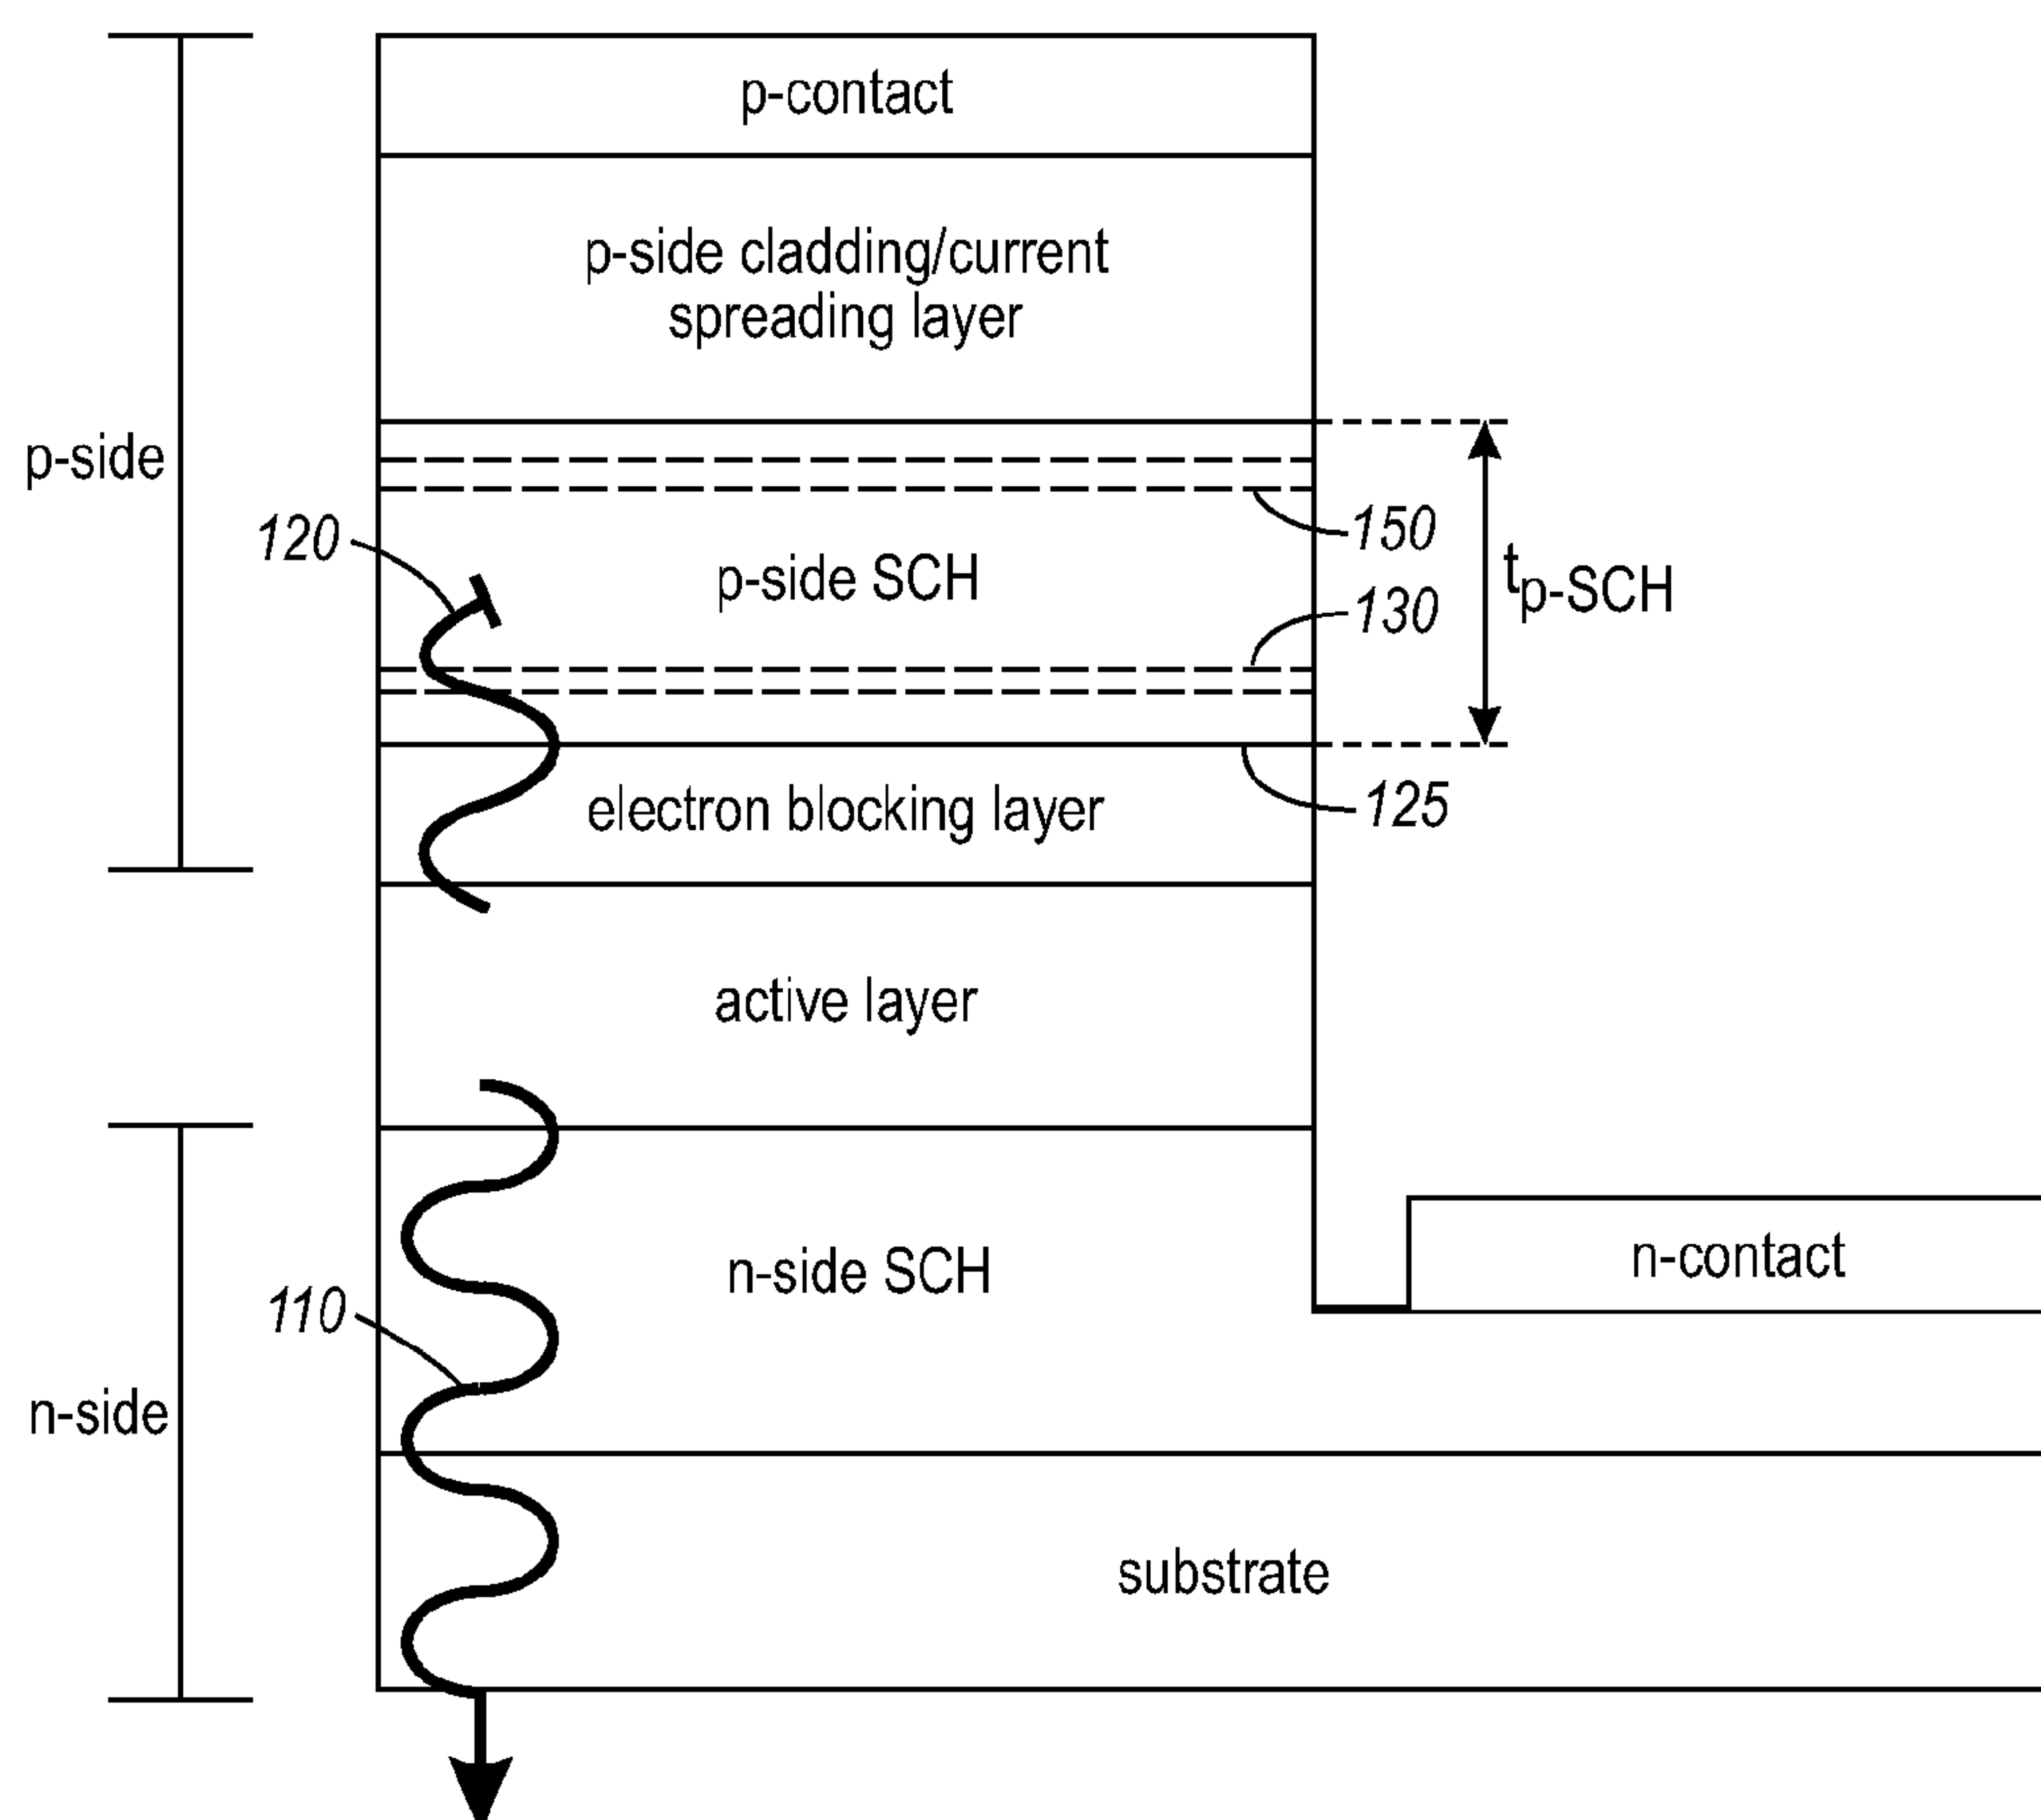 p-contact
p-side cladding/current
spreading layer
p-side
120
150
p-side SCH
130
tp-SCH
electron blocking layer
125
active layer
n-side SCH
n-contact
110
n-side
substrate